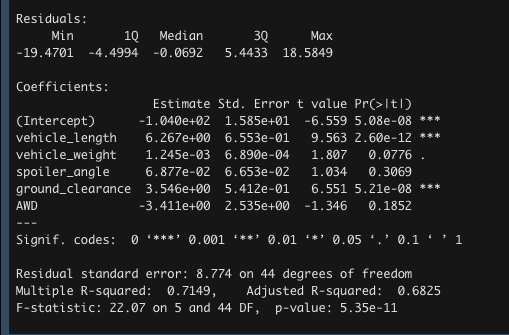 Residuals:
     Min       1Q   Median       3Q      Max
-19.4701  -4.4994  -0.0692   5.4433  18.5849

Coefficients:
                   Estimate Std. Error t value Pr(>|t|)
(Intercept)      -1.040e+02  1.585e+01  -6.559 5.08e-08 ***
vehicle_length    6.267e+00  6.553e-01   9.563 2.60e-12 ***
vehicle_weight    1.245e-03  6.890e-04   1.807   0.0776 .
spoiler_angle     6.877e-02  6.653e-02   1.034   0.3069
ground_clearance  3.546e+00  5.412e-01   6.551 5.21e-08 ***
AWD              -3.411e+00  2.535e+00  -1.346   0.1852
---
Signif. codes:  0 ‘***’ 0.001 ‘**’ 0.01 ‘*’ 0.05 ‘.’ 0.1 ‘ ’ 1

Residual standard error: 8.774 on 44 degrees of freedom
Multiple R-squared:  0.7149,    Adjusted R-squared:  0.6825
F-statistic: 22.07 on 5 and 44 DF,  p-value: 5.35e-11